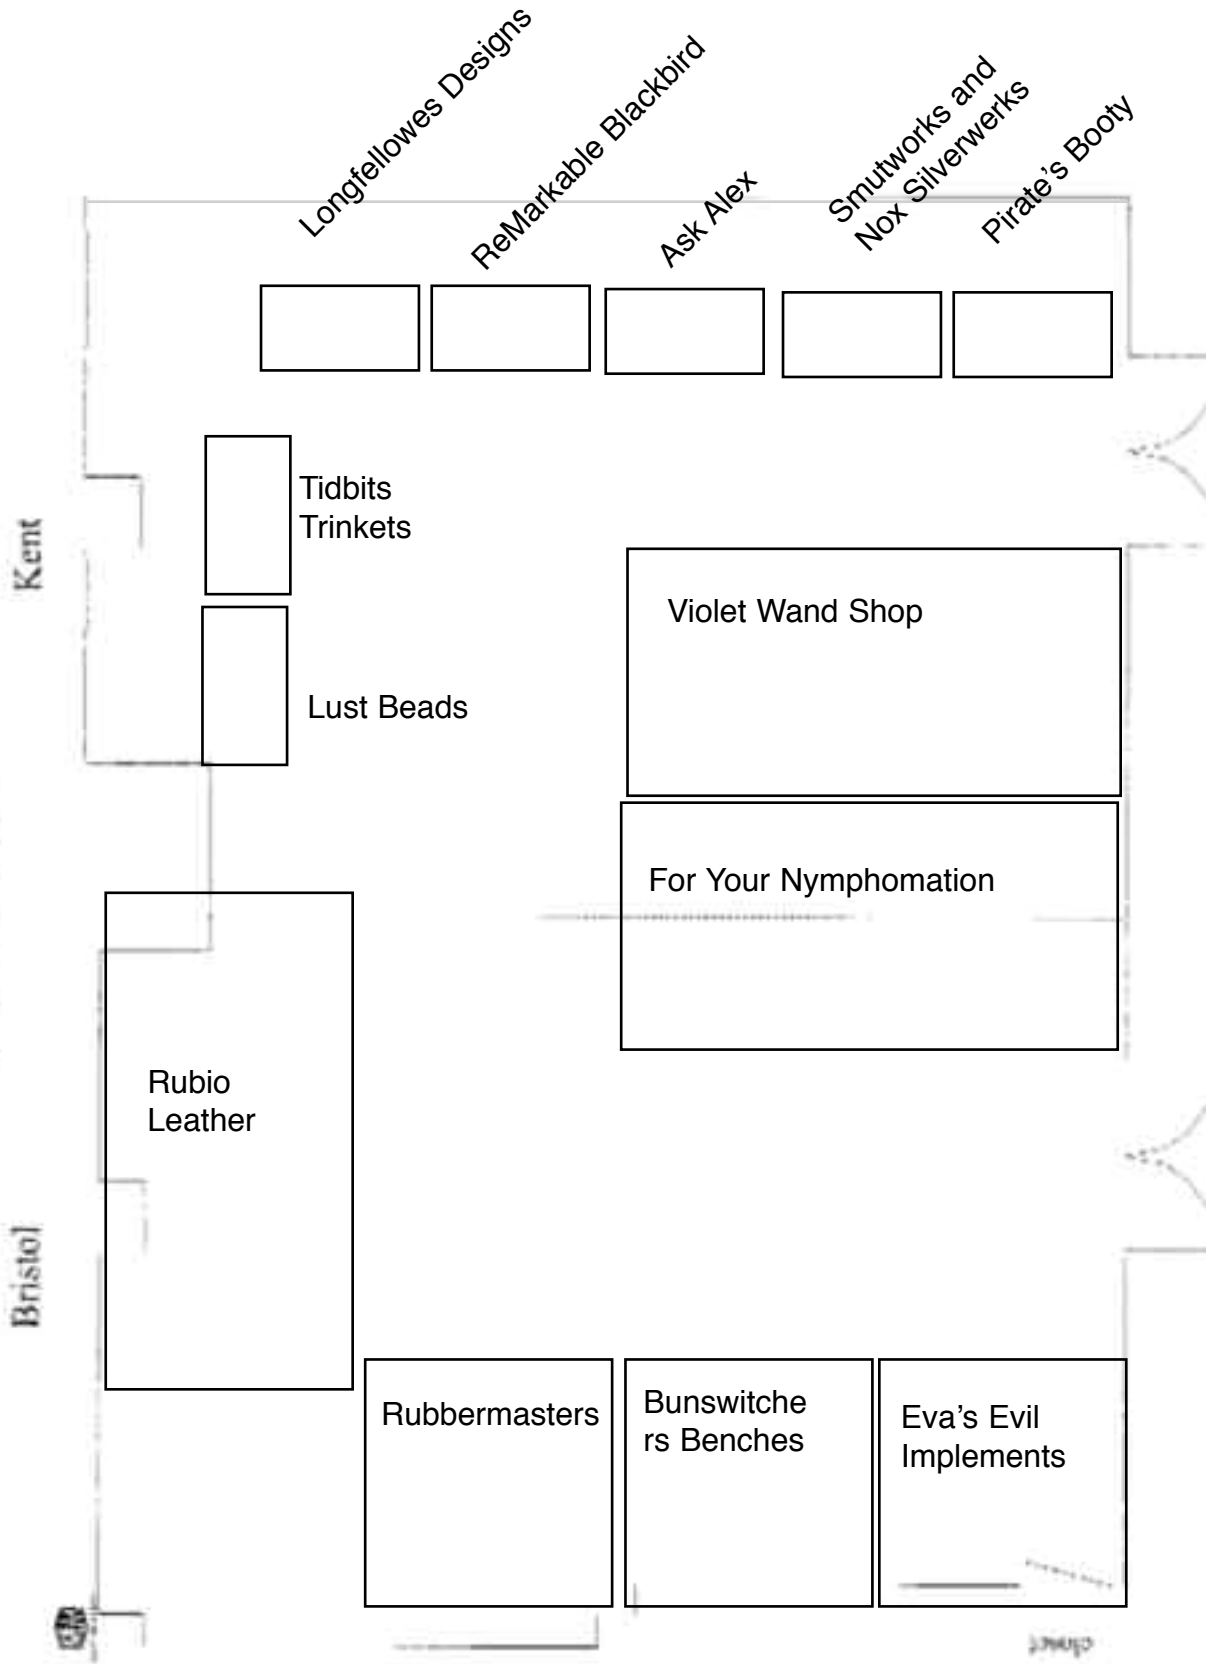 Longfellowes Designs
ReMarkable Blackbird
Ask Alex
Smutworks and
Nox Silverwerks
Pirate's Booty
Tidbits
Trinkets
Kent
Violet Wand Shop
Lust Beads
For Your Nymphomation
Rubio
Leather
Bristol
Rubbermasters
Bunswitche
rs Benches
Eva's Evil
Implements
closet